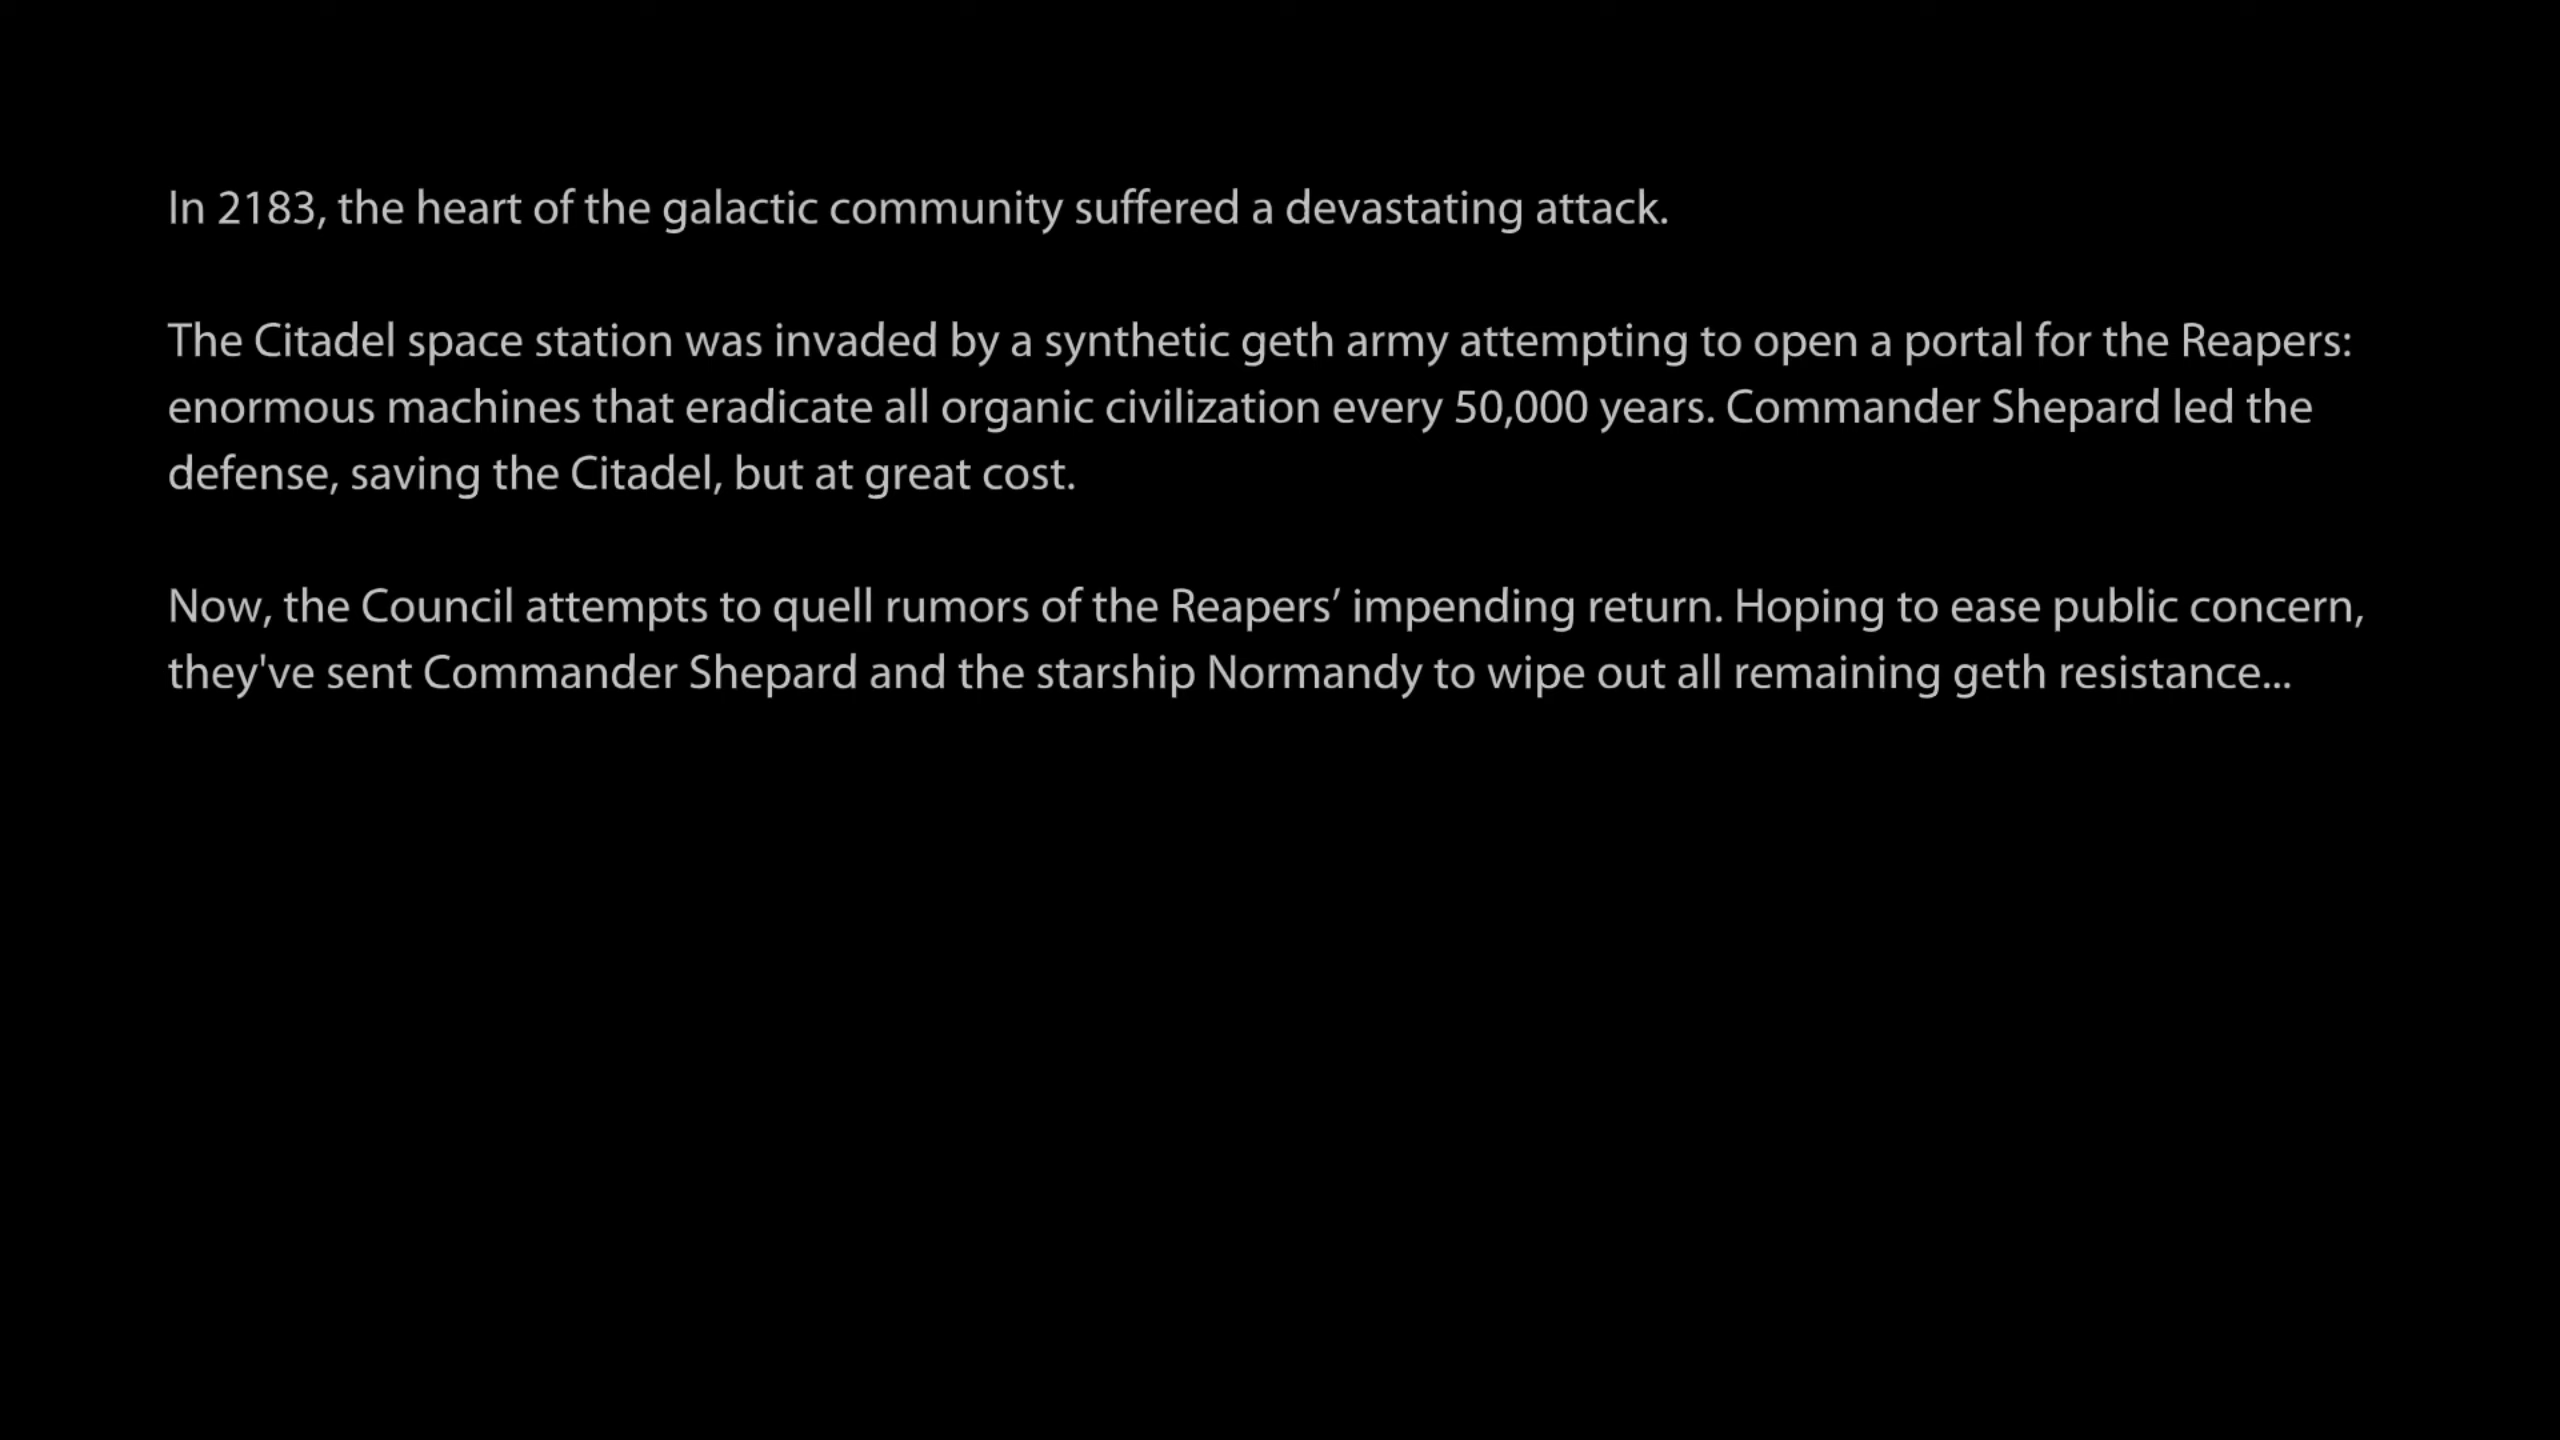 In 2183, the heart of the galactic community suffered a devastating attack.
The Citadel space station was invaded by a synthetic geth army attempting to open a portal for the Reapers:
enormous machines that eradicate all organic civilization every 50,000 years. Commander Shepard led the
defense, saving the Citadel, but at great cost.
Now, the Council attempts to quell rumors of the Reapers’ impending return. Hoping to ease public concern,
they've sent Commander Shepard and the starship Normandy to wipe out all remaining geth resistance...